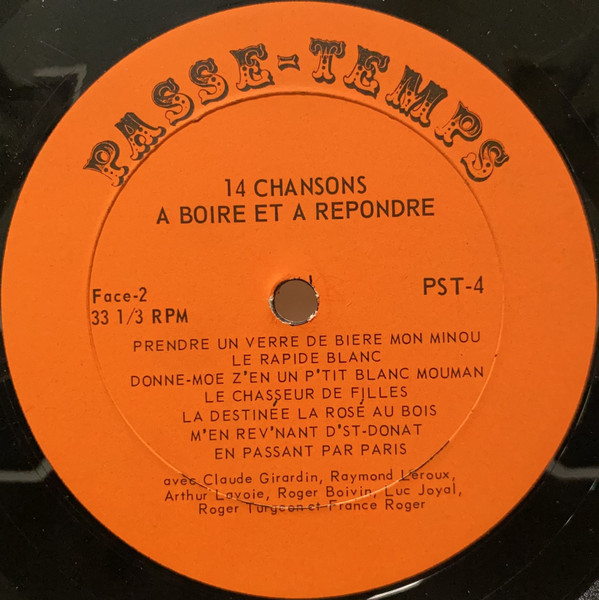 PASSE-TEMPS
14 CHANSONS
A BOIRE ET A REPONDRE
Face-2
33 1/3 RPM
PST-4
PRENDRE UN VERRE DE BIERE MON MINOU
LE RAPIDE BLANC
DONNE-MOE Z'EN UN P'TIT BLANC MOUMAN
LE CHASSEUR DE FILLES
LA DESTINÉE LA ROSE AU BOIS
M'EN REV'NANT D'ST-DONAT
EN PASSANT PAR PARIS
avec Claude Girardin, Raymond Léroux,
Arthur Lavoie, Roger Boivin, Luc Joyal,
Roger Turgeon et France Roger